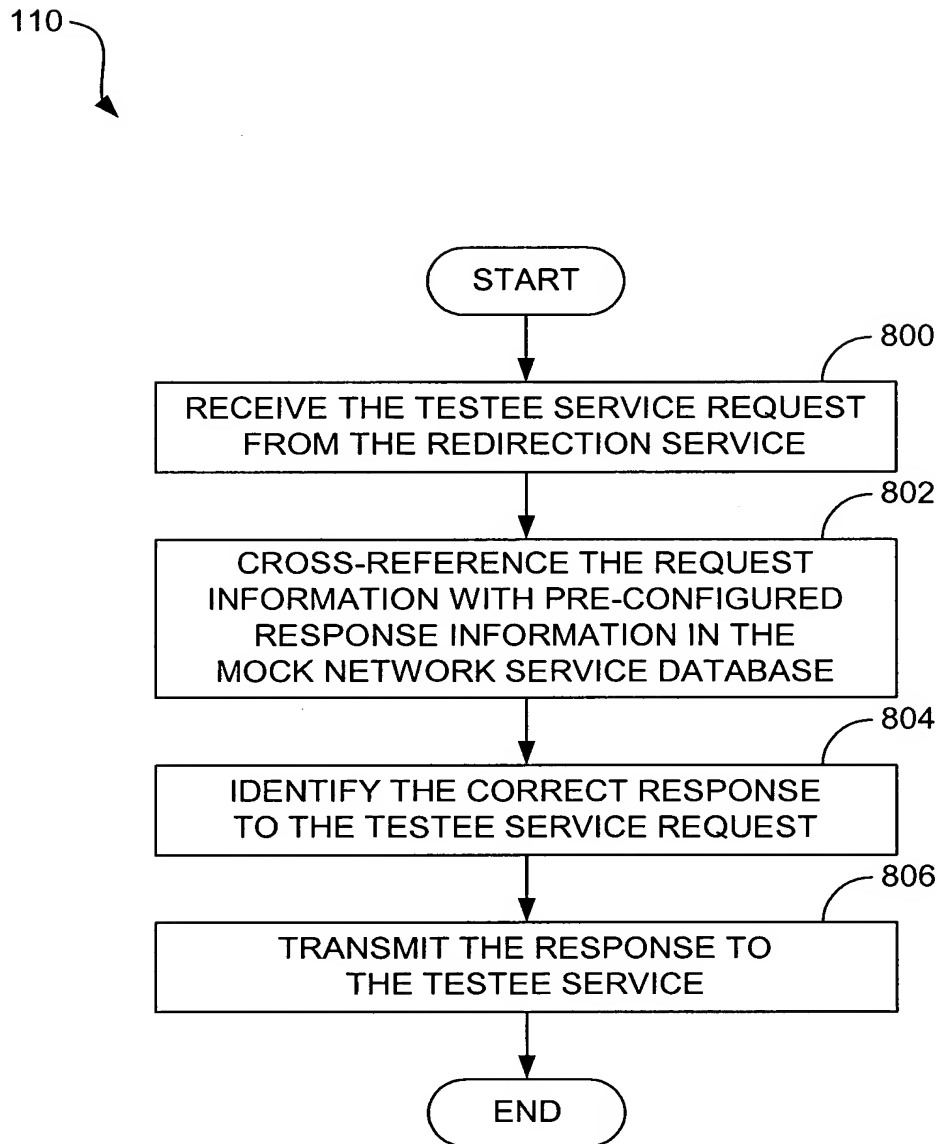 110
START
800
RECEIVE THE TESTEE SERVICE REQUEST
FROM THE REDIRECTION SERVICE
802
CROSS-REFERENCE THE REQUEST
INFORMATION WITH PRE-CONFIGURED
RESPONSE INFORMATION IN THE
MOCK NETWORK SERVICE DATABASE
804
IDENTIFY THE CORRECT RESPONSE
TO THE TESTEE SERVICE REQUEST
806
TRANSMIT THE RESPONSE TO
THE TESTEE SERVICE
END